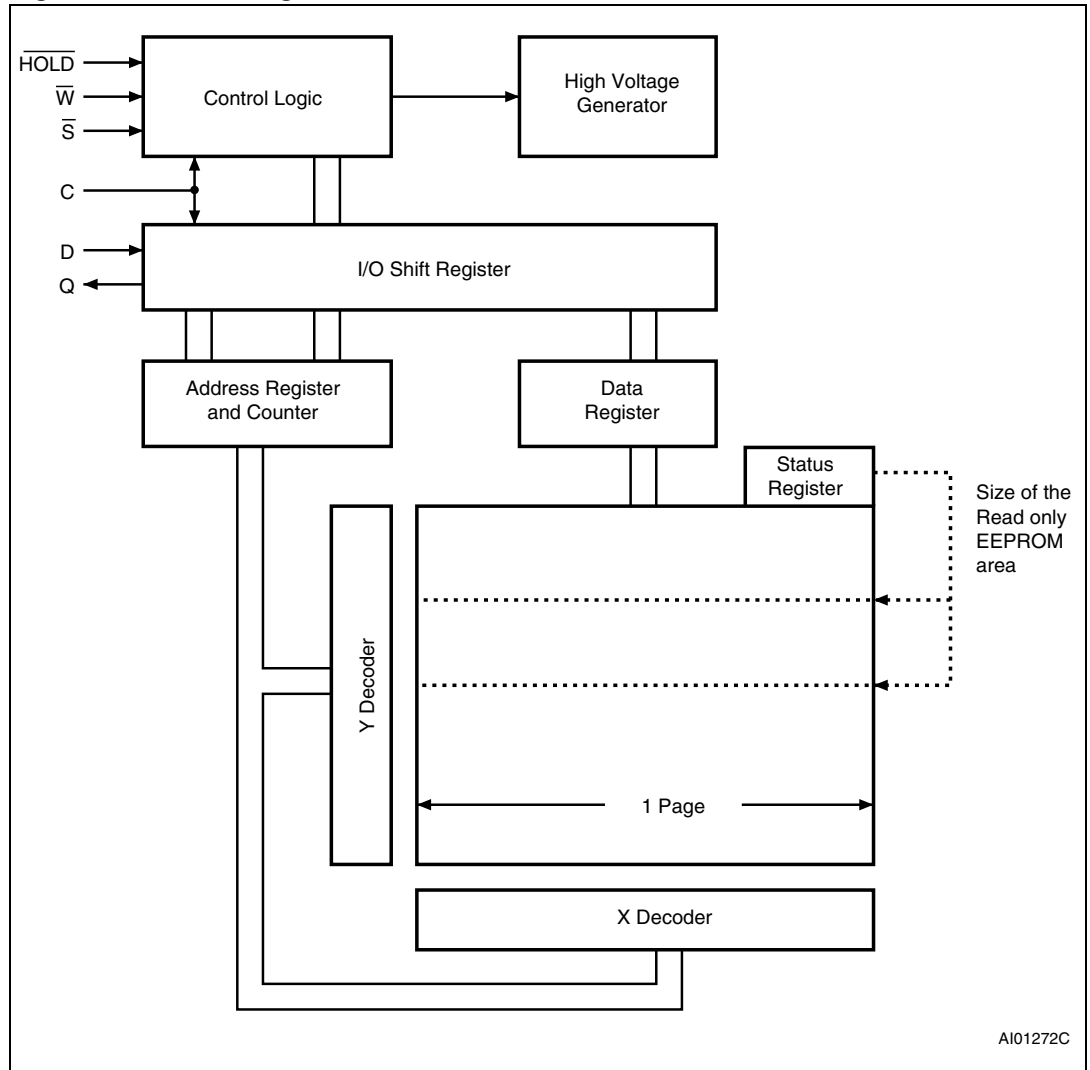 HOLD
W
S
C
D
Q
Control Logic
High Voltage
Generator
I/O Shift Register
Address Register
and Counter
Data
Register
Status
Register
Size of the
Read only
EEPROM
area
Y Decoder
1 Page
X Decoder
AI01272C